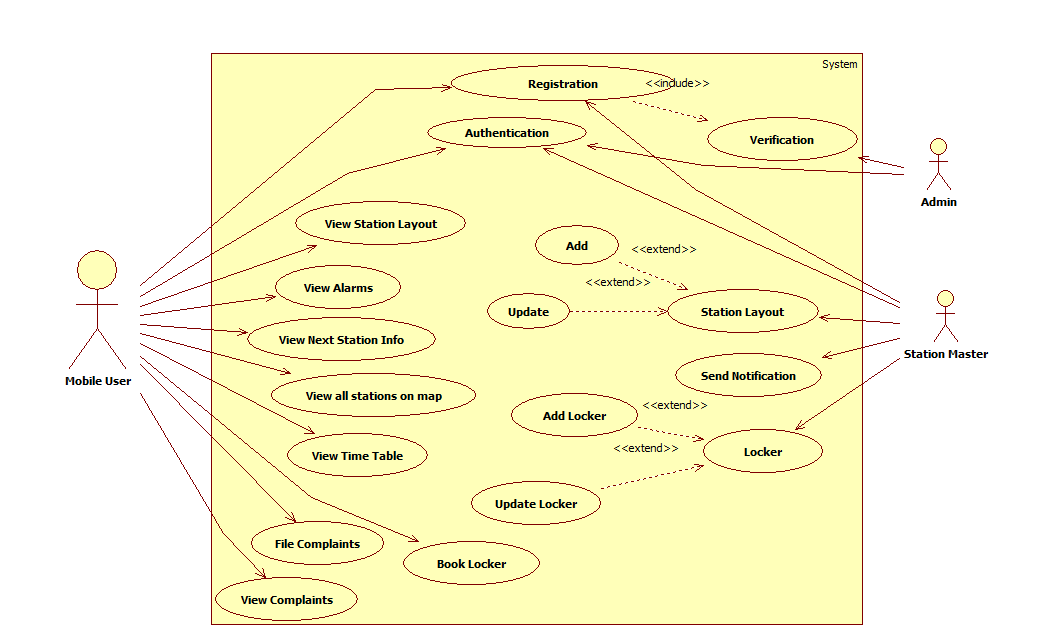 System
Registration
<<include>>
Authentication
Verification
Admin
View Station Layout
Add
<<extend>>
<<extend>>
View Alarms
Update
Station Layout
View Next Station Info
Station Master
Mobile User
Send Notification
View all stations on map
Add Locker
<<extend>>
<<extend>>
View Time Table
Locker
Update Locker
File Complaints
Book Locker
View Complaints